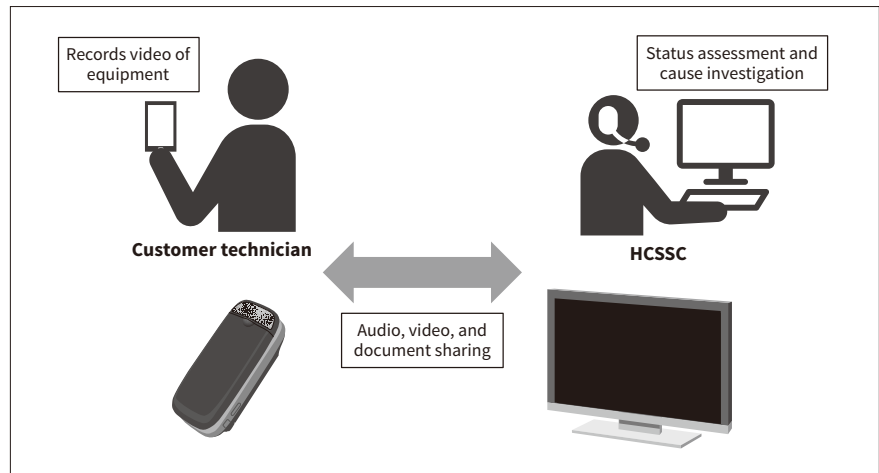 Records video of
equipment
Status assessment and
cause investigation
Customer technician
HCSSC
Audio, video, and
document sharing